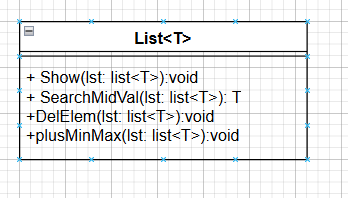 List<T>
+ Show(lst: list<T>):void
+ SearchMidVal(lst: list<T>): T
+DelElem(lst: list<T>):void
+plusMinMax(lst: list<T>):void